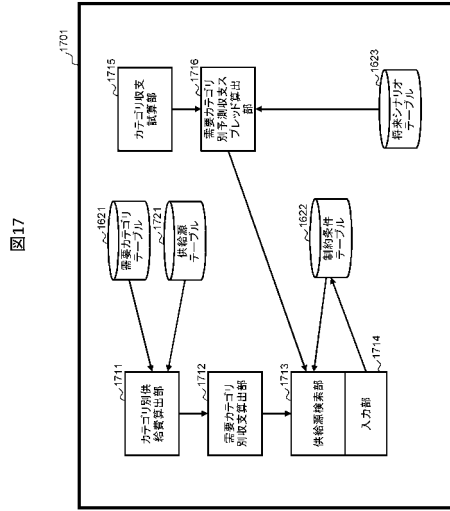 図17
1701
1711
カテゴリ別供
給費算出部
1621
需要カテゴリ
テーブル
1721
供給源
テーブル
1715
カテゴリ収支
試算部
1712
需要カテゴリ
別収支算出部
1716
需要カテゴリ
別予測収支ス
プレッド算出
部
1713
供給源検索部
1714
入力部
1622
制約条件
テーブル
1623
将来シナリオ
テーブル